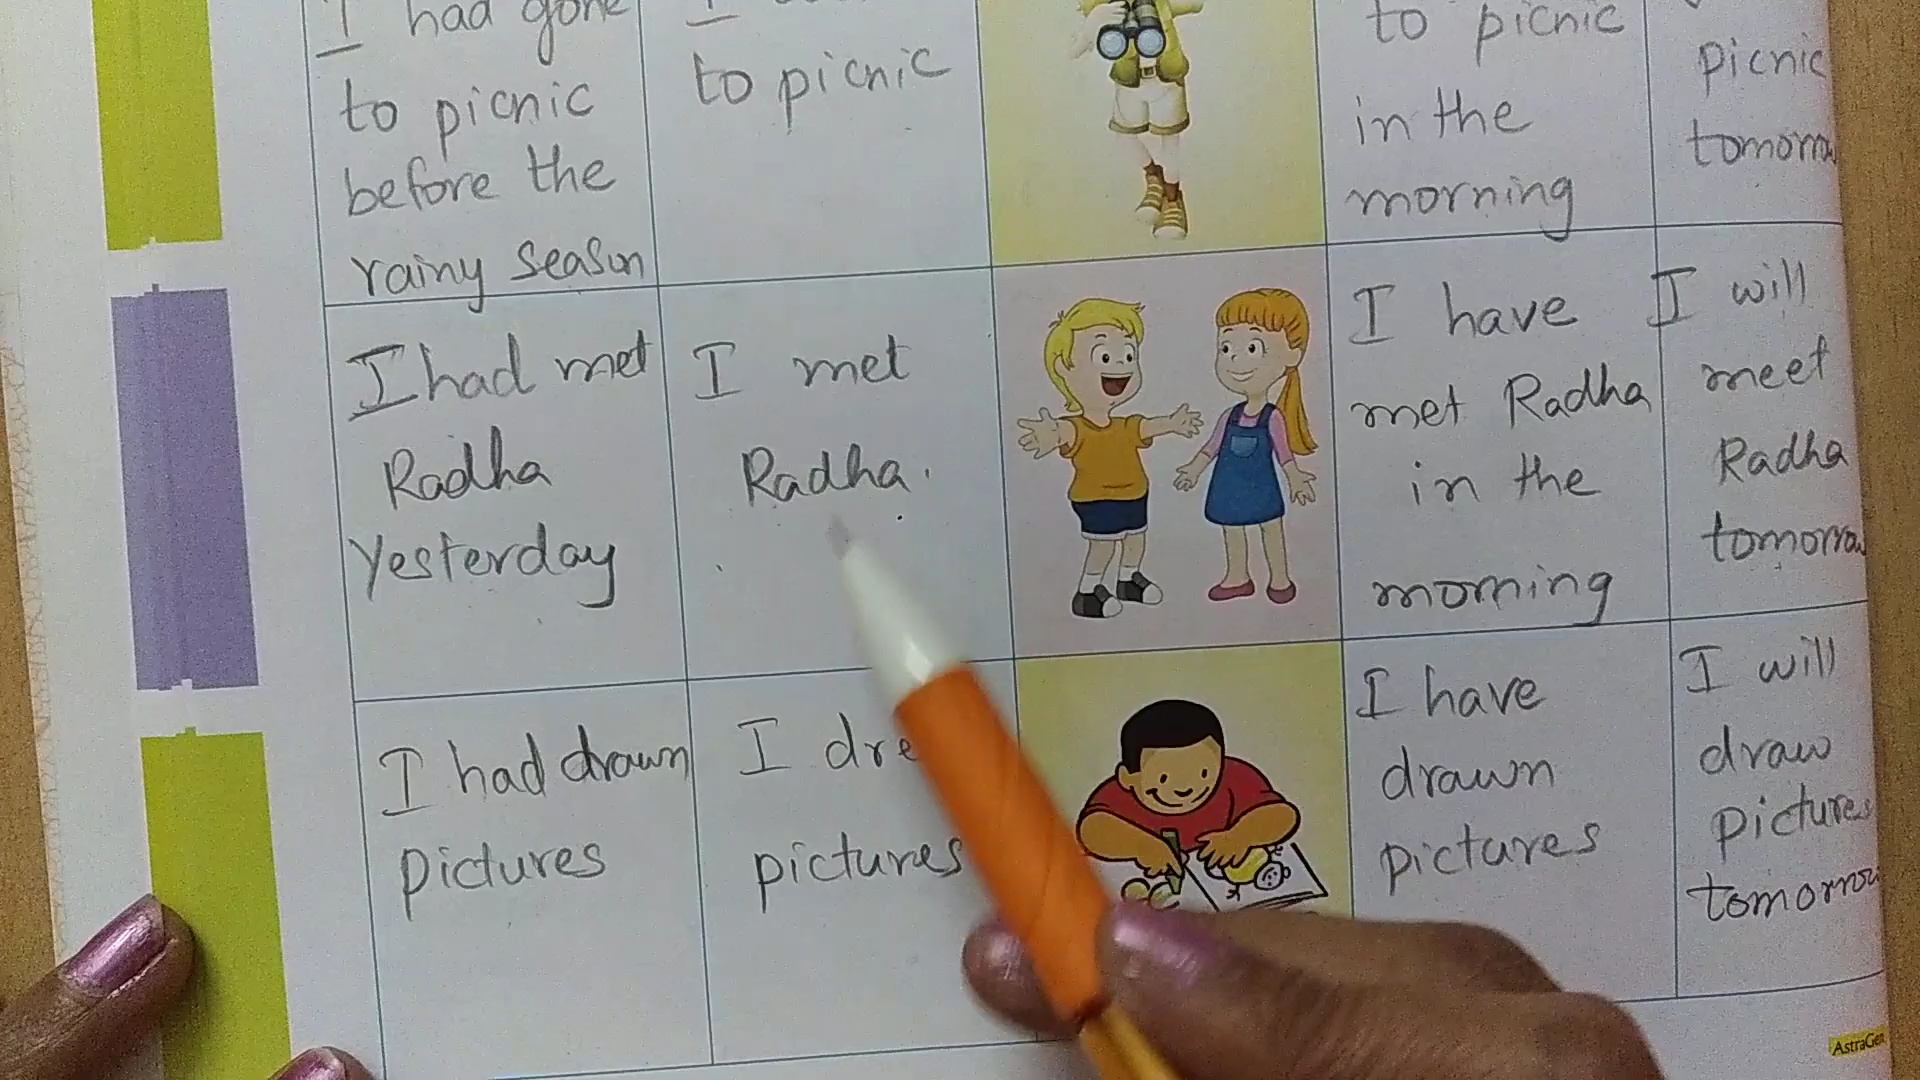 I had gone
to picnic
before the
rainy season
I
to picnic
to picnic
in the
morning
picnic
I had met
Radha
yesterday
I met
Radha.
I have
met Radha
in the
morning
I will
meet
Radha
I had drawn
pictures
I
pictures
I have
drawn
pictures
I will
draw
pictures